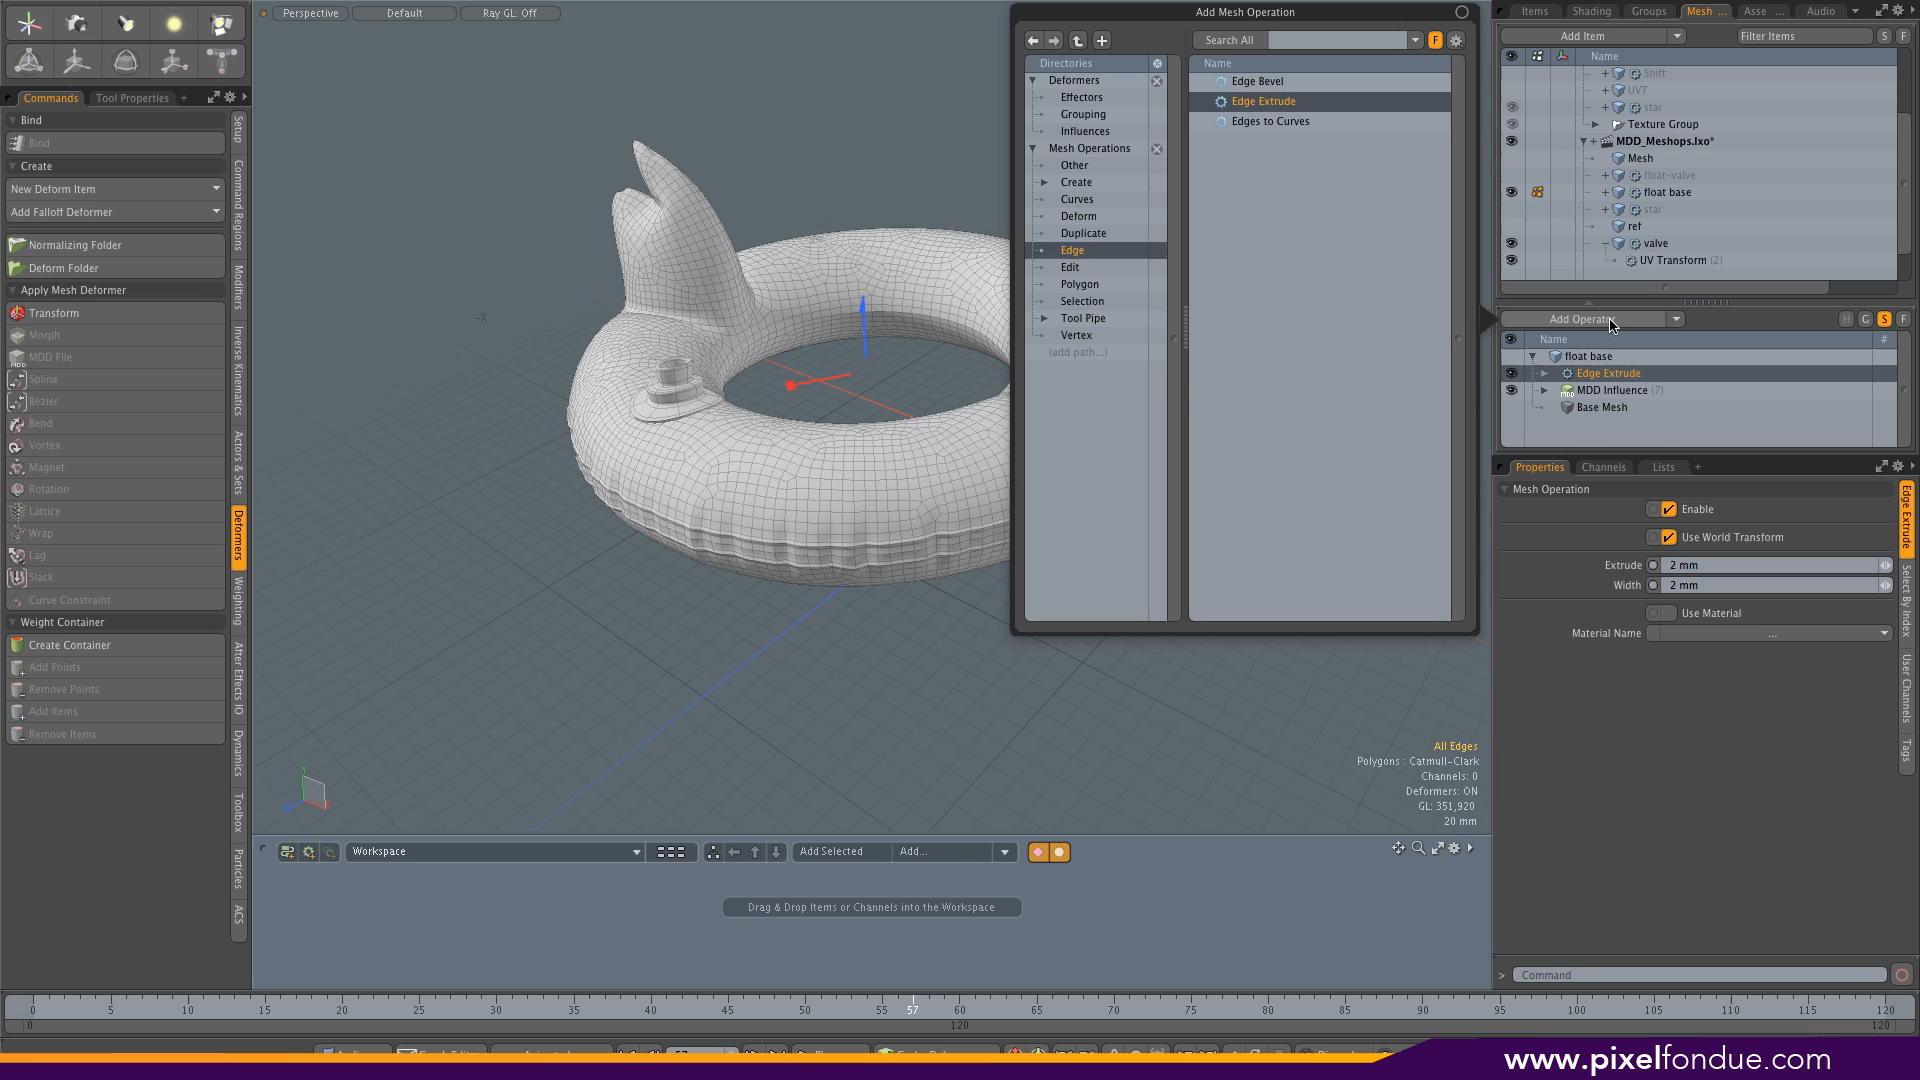 Perspective
Default
Ray GL: Off
Commands
Tool Properties
+
Bind
Bind
Create
New Deform Item
Add Falloff Deformer
Normalizing Folder
Deform Folder
Apply Mesh Deformer
Transform
Morph
MDD File
Spline
Bezier
Bend
Vortex
Magnet
Rotation
Lattice
Wrap
Lag
Slack
Curve Constraint
Weight Container
Create Container
Add Points
Remove Points
Add Items
Remove Items
Setup
Command Regions
Modifiers
Inverse Kinematics
Actors & Sets
Deformers
Weighting
After Effects IO
Dynamics
Toolbox
Particles
ACS
-X
All Edges
Polygons : Catmull-Clark
Channels: 0
Deformers: ON
GL: 351,920
20 mm
Add Mesh Operation
Search All
F
Directories
Deformers
Effectors
Grouping
Influences
Mesh Operations
Other
Create
Curves
Deform
Duplicate
Edge
Edit
Polygon
Selection
Tool Pipe
Vertex
(add path...)
Name
Edge Bevel
Edge Extrude
Edges to Curves
Items
Shading
Groups
Mesh ...
Asse ...
Audio
Add Item
Filter Items
S
F
Name
Shift
UVT
star
Texture Group
MDD_Meshops.lxo*
Mesh
float-valve
float base
star
ref
valve
UV Transform (2)
Add Operator
H
G
S
F
Name
#
float base
Edge Extrude
MDD Influence (7)
Base Mesh
Properties
Channels
Lists
+
Mesh Operation
Enable
Use World Transform
Extrude
2 mm
Width
2 mm
Use Material
Material Name
...
Edge Extrude
Select By Index
User Channels
Tags
Workspace
Add Selected
Add...
Drag & Drop Items or Channels into the Workspace
> Command
0 5 10 15 20 25 30 35 40 45 50 55 57 60 65 70 75 80 85 90 95 100 105 110 115 120
0 120 120
www.pixelfondue.com